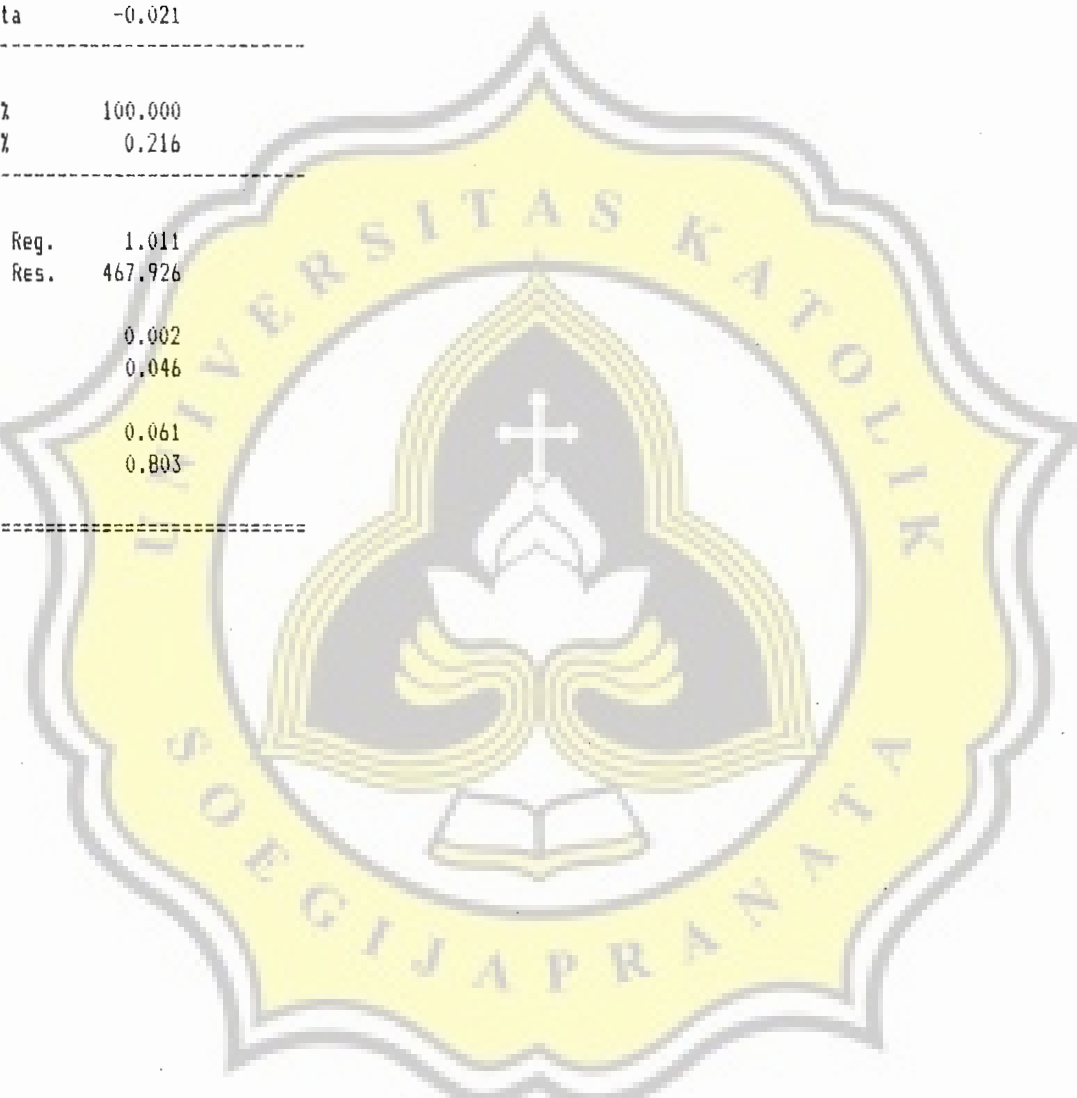 ta -0.021
--------------------------------
% 100.000
% 0.216
--------------------------------
Reg. 1.011
Res. 467.926
0.002
0.046
0.061
0.803
================================
UNIVERSITAS KATOLIK
SOEGIJAPRANATA